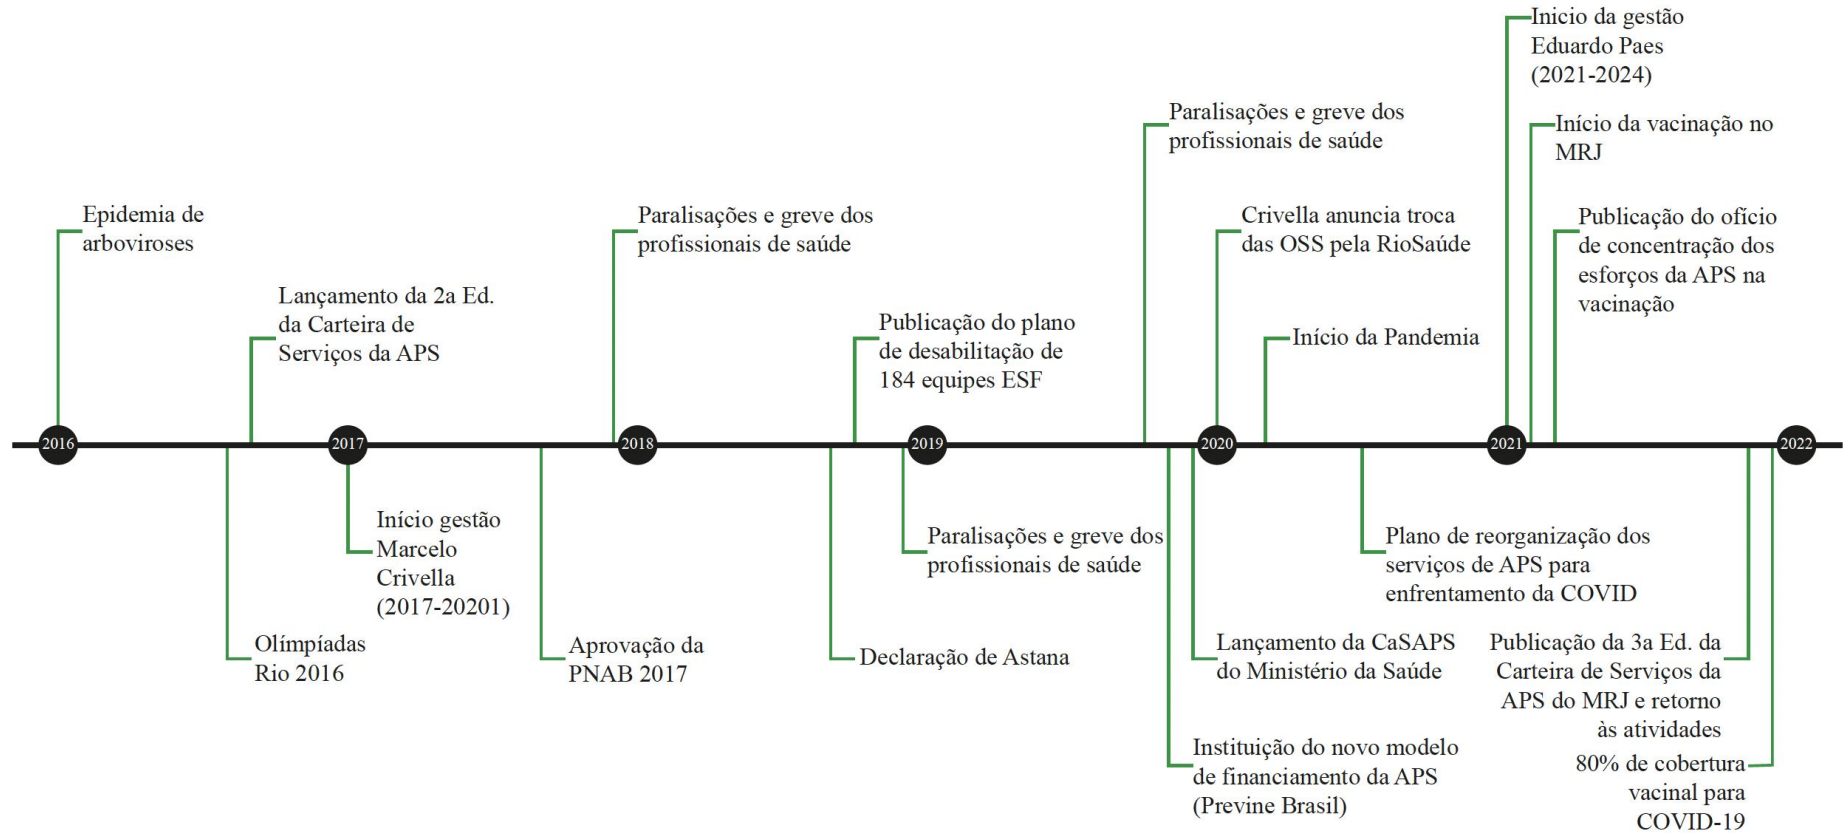 Inicio da gestão
Eduardo Paes
(2021-2024)
Paralisações e greve dos
profissionais de saúde
Início da vacinação no
MRJ
Epidemia de
arboviroses
Paralisações e greve dos
profissionais de saúde
Crivella anuncia troca
das OSS pela RioSaúde
Publicação do ofício
de concentração dos
esforços da APS na
vacinação
Lançamento da 2a Ed.
da Carteira de
Serviços da APS
Publicação do plano
de desabilitação de
184 equipes ESF
Início da Pandemia
2016
2017
2018
2019
2020
2021
2022
Início gestão
Marcelo
Crivella
(2017-20201)
Paralisações e greve dos
profissionais de saúde
Plano de reorganização dos
serviços de APS para
enfrentamento da COVID
Olímpíadas
Rio 2016
Aprovação da
PNAB 2017
Declaração de Astana
Lançamento da CaSAPS
do Ministério da Saúde
Publicação da 3a Ed. da
Carteira de Serviços da
APS do MRJ e retorno
às atividades
Instituição do novo modelo
de financiamento da APS
(Previne Brasil)
80% de cobertura
vacinal para
COVID-19